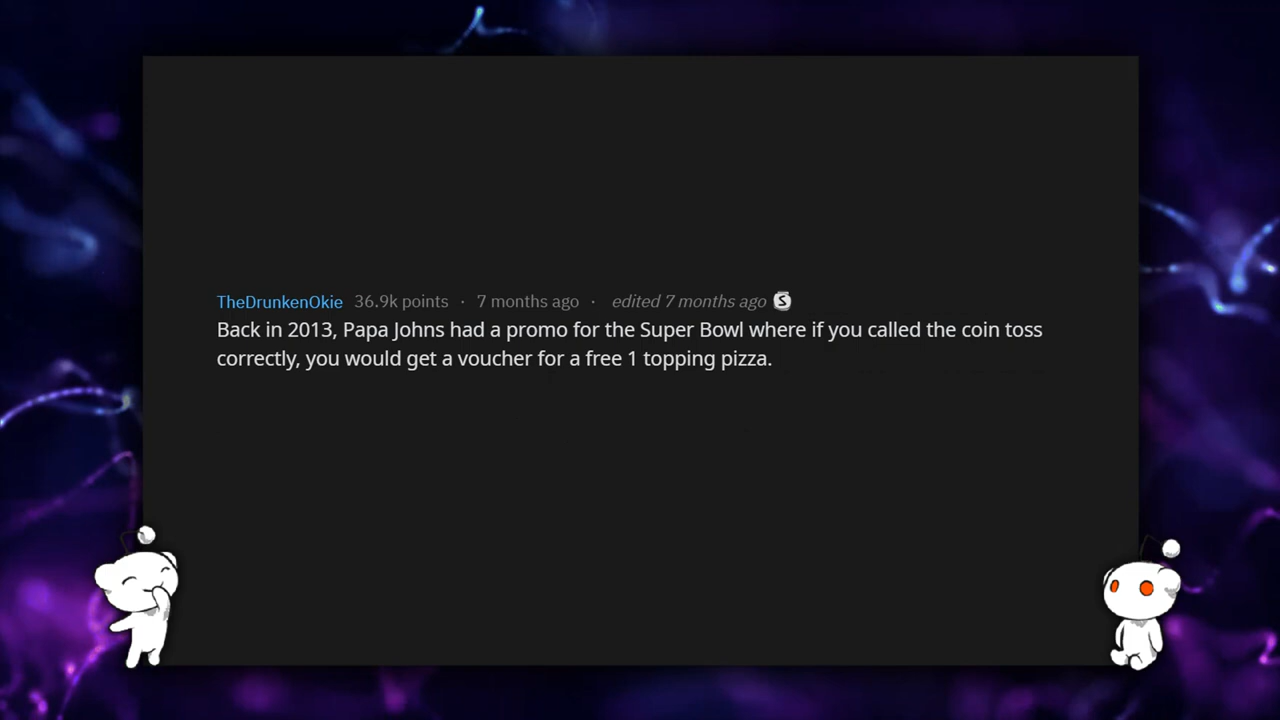 TheDrunkenOkie 36.9k points · 7 months ago · edited 7 months ago S
Back in 2013, Papa Johns had a promo for the Super Bowl where if you called the coin toss
correctly, you would get a voucher for a free 1 topping pizza.